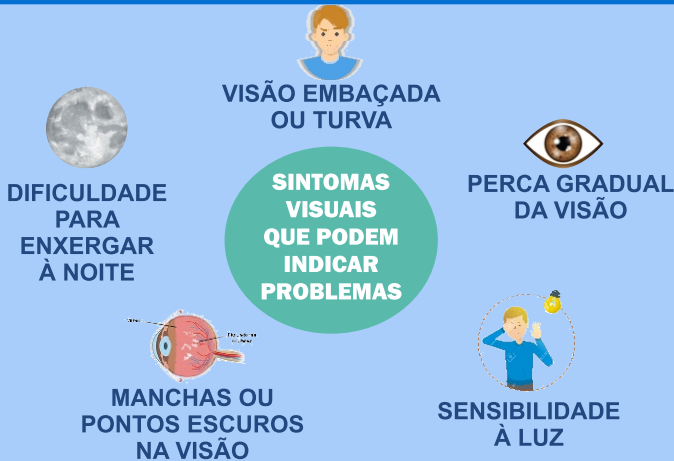 VISÃO EMBAÇADA
OU TURVA
DIFICULDADE
PARA
ENXERGAR
À NOITE
SINTOMAS
VISUAIS
QUE PODEM
INDICAR
PROBLEMAS
PERCA GRADUAL
DA VISÃO
MANCHAS OU
PONTOS ESCUROS
NA VISÃO
SENSIBILIDADE
À LUZ